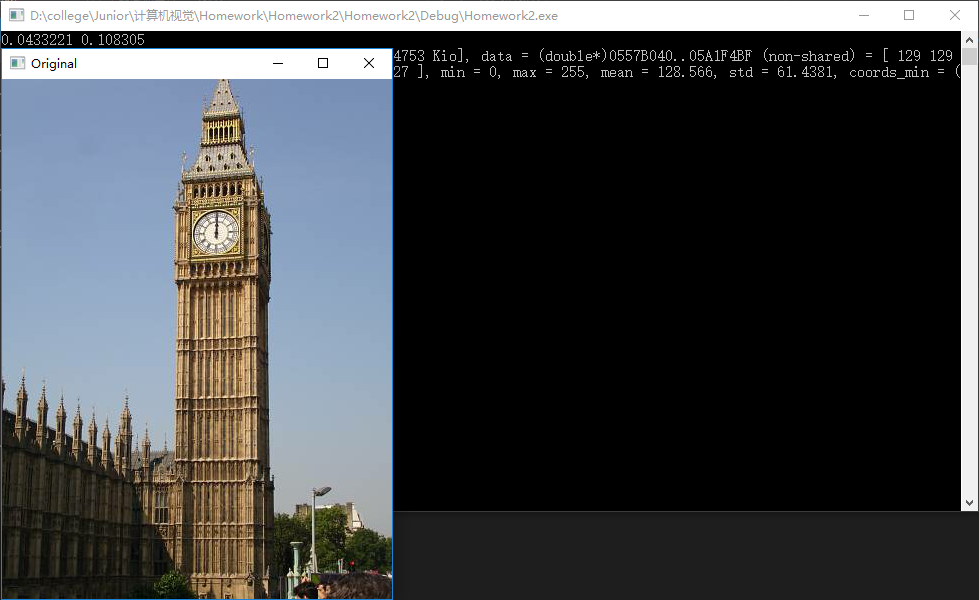 D:\college\Junior\计算机视觉\Homework\Homework2\Homework2\Debug\Homework2.exe
0.0433221 0.108305
Original
4753 Kio], data = (double*)0557B040..05A1F4BF (non-shared) = [ 129 129
27 ], min = 0, max = 255, mean = 128.566, std = 61.4381, coords_min = (